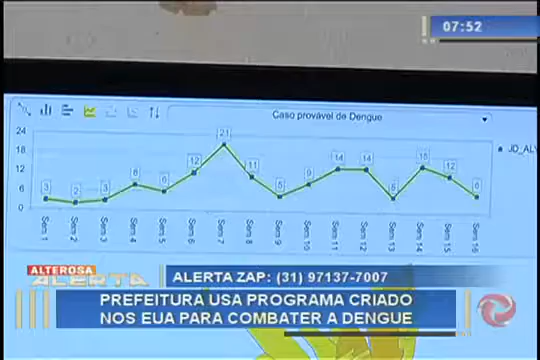 07:52
Caso provável de Dengue
JD_AL
24
18
12
6
0
3
2
3
6
12
21
11
5
9
14
14
15
12
6
Sem 1
Sem 2
Sem 3
Sem 4
Sem 5
Sem 6
Sem 7
Sem 8
Sem 9
Sem 10
Sem 11
Sem 12
Sem 13
Sem 14
Sem 15
Sem 16
ALTEROSA
ALERTA
ALERTA ZAP: (31) 97137-7007
PREFEITURA USA PROGRAMA CRIADO
NOS EUA PARA COMBATER A DENGUE